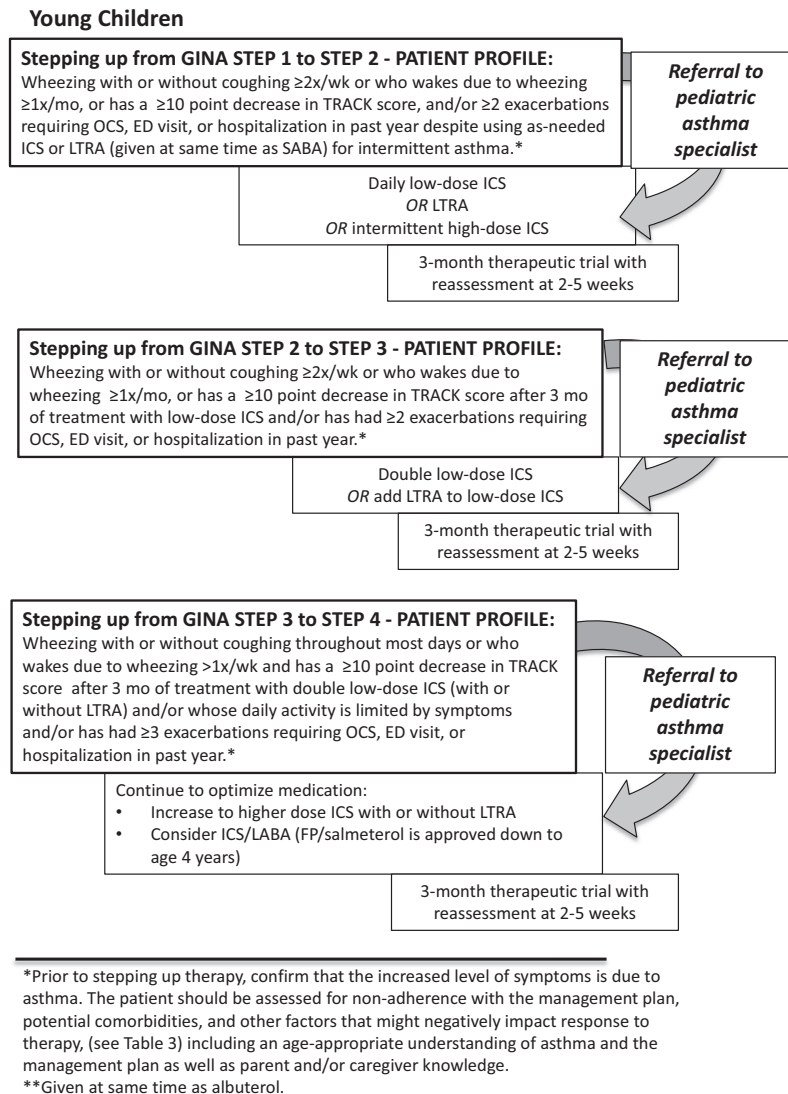 Young Children
Stepping up from GINA STEP 1 to STEP 2 - PATIENT PROFILE:
Wheezing with or without coughing ≥2x/wk or who wakes due to wheezing
≥1x/mo, or has a ≥10 point decrease in TRACK score, and/or ≥2 exacerbations
requiring OCS, ED visit, or hospitalization in past year despite using as-needed
ICS or LTRA (given at same time as SABA) for intermittent asthma.*
Referral to
pediatric
asthma
specialist
Daily low-dose ICS
OR LTRA
OR intermittent high-dose ICS
3-month therapeutic trial with
reassessment at 2-5 weeks
Stepping up from GINA STEP 2 to STEP 3 - PATIENT PROFILE:
Wheezing with or without coughing ≥2x/wk or who wakes due to
wheezing ≥1x/mo, or has a ≥10 point decrease in TRACK score after 3 mo
of treatment with low-dose ICS and/or has had ≥2 exacerbations requiring
OCS, ED visit, or hospitalization in past year.*
Referral to
pediatric
asthma
specialist
Double low-dose ICS
OR add LTRA to low-dose ICS
3-month therapeutic trial with
reassessment at 2-5 weeks
Stepping up from GINA STEP 3 to STEP 4 - PATIENT PROFILE:
Wheezing with or without coughing throughout most days or who
wakes due to wheezing >1x/wk and has a ≥10 point decrease in TRACK
score after 3 mo of treatment with double low-dose ICS (with or
without LTRA) and/or whose daily activity is limited by symptoms
and/or has had ≥3 exacerbations requiring OCS, ED visit, or
hospitalization in past year.*
Referral to
pediatric
asthma
specialist
Continue to optimize medication:
• Increase to higher dose ICS with or without LTRA
• Consider ICS/LABA (FP/salmeterol is approved down to
age 4 years)
3-month therapeutic trial with
reassessment at 2-5 weeks
*Prior to stepping up therapy, confirm that the increased level of symptoms is due to
asthma. The patient should be assessed for non-adherence with the management plan,
potential comorbidities, and other factors that might negatively impact response to
therapy, (see Table 3) including an age-appropriate understanding of asthma and the
management plan as well as parent and/or caregiver knowledge.
**Given at same time as albuterol.